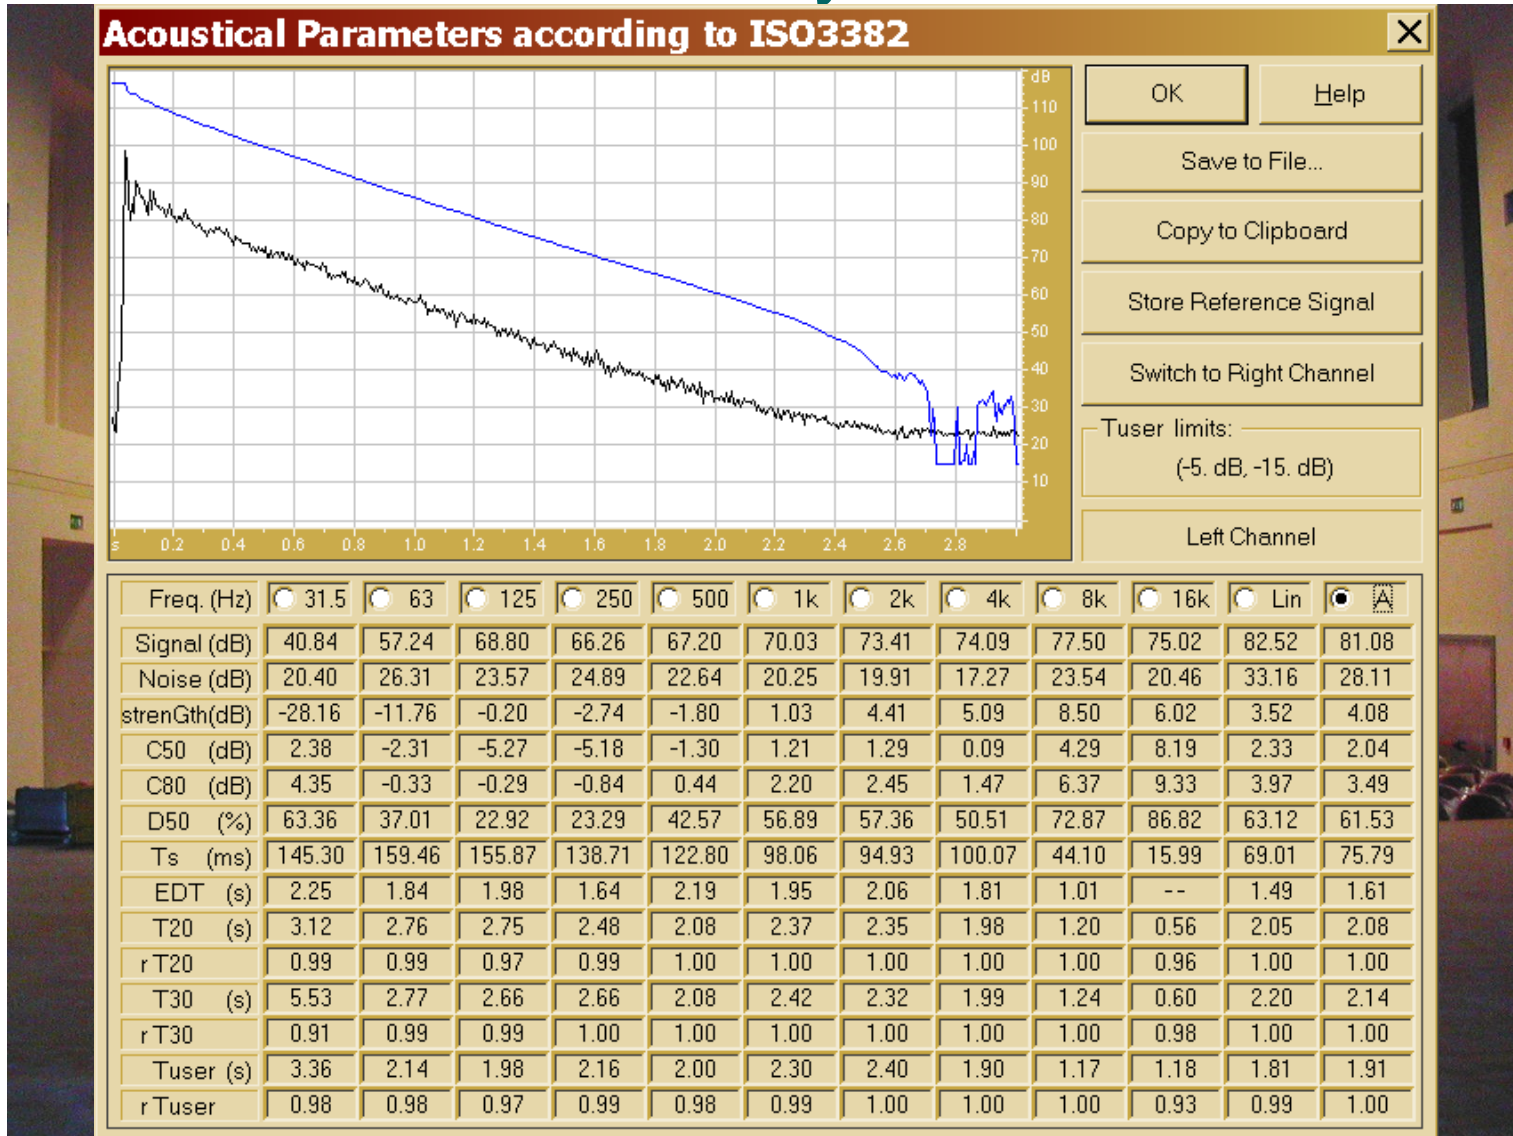 Acoustical Parameters according to ISO3382
dB
110
100
90
80
70
60
50
40
30
20
10
s 0.2 0.4 0.6 0.8 1.0 1.2 1.4 1.6 1.8 2.0 2.2 2.4 2.6 2.8
OK Help
Save to File...
Copy to Clipboard
Store Reference Signal
Switch to Right Channel
Tuser limits:
(-5. dB, -15. dB)
Left Channel
Freq. (Hz) 31.5 63 125 250 500 1k 2k 4k 8k 16k Lin A
Signal (dB) 40.84 57.24 68.80 66.26 67.20 70.03 73.41 74.09 77.50 75.02 82.52 81.08
Noise (dB) 20.40 26.31 23.57 24.89 22.64 20.25 19.91 17.27 23.54 20.46 33.16 28.11
strenGth(dB) -28.16 -11.76 -0.20 -2.74 -1.80 1.03 4.41 5.09 8.50 6.02 3.52 4.08
C50 (dB) 2.38 -2.31 -5.27 -5.18 -1.30 1.21 1.29 0.09 4.29 8.19 2.33 2.04
C80 (dB) 4.35 -0.33 -0.29 -0.84 0.44 2.20 2.45 1.47 6.37 9.33 3.97 3.49
D50 (%) 63.36 37.01 22.92 23.29 42.57 56.89 57.36 50.51 72.87 86.82 63.12 61.53
Ts (ms) 145.30 159.46 155.87 138.71 122.80 98.06 94.93 100.07 44.10 15.99 69.01 75.79
EDT (s) 2.25 1.84 1.98 1.64 2.19 1.95 2.06 1.81 1.01 -- 1.49 1.61
T20 (s) 3.12 2.76 2.75 2.48 2.08 2.37 2.35 1.98 1.20 0.56 2.05 2.08
r T20 0.99 0.99 0.97 0.99 1.00 1.00 1.00 1.00 1.00 0.96 1.00 1.00
T30 (s) 5.53 2.77 2.66 2.66 2.08 2.42 2.32 1.99 1.24 0.60 2.20 2.14
r T30 0.91 0.99 0.99 1.00 1.00 1.00 1.00 1.00 1.00 0.98 1.00 1.00
Tuser (s) 3.36 2.14 1.98 2.16 2.00 2.30 2.40 1.90 1.17 1.18 1.81 1.91
r Tuser 0.98 0.98 0.97 0.99 0.98 0.99 1.00 1.00 1.00 0.93 0.99 1.00